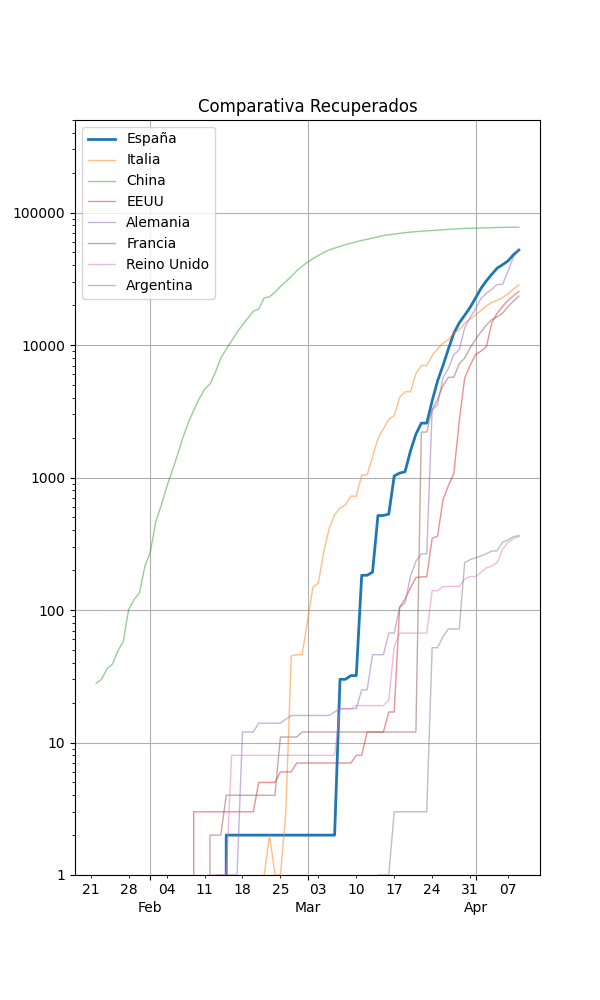 Comparativa Recuperados
España
Italia
China
EEUU
Alemania
Francia
Reino Unido
Argentina
100000
10000
1000
100
10
1
21 28 04 11 18 25 03 10 17 24 31 07
Feb Mar Apr